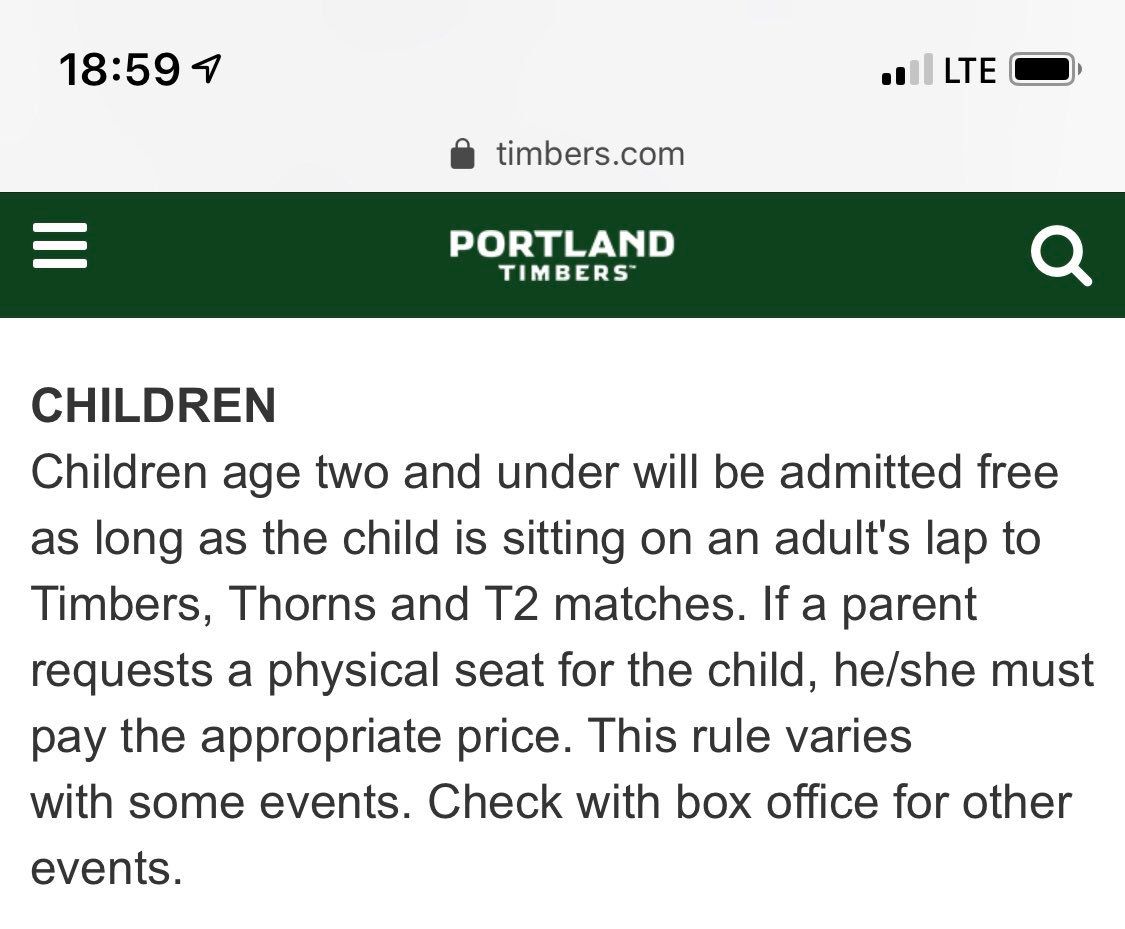 18:59
LTE
timbers.com
PORTLAND
TIMBERS™
CHILDREN
Children age two and under will be admitted free
as long as the child is sitting on an adult's lap to
Timbers, Thorns and T2 matches. If a parent
requests a physical seat for the child, he/she must
pay the appropriate price. This rule varies
with some events. Check with box office for other
events.